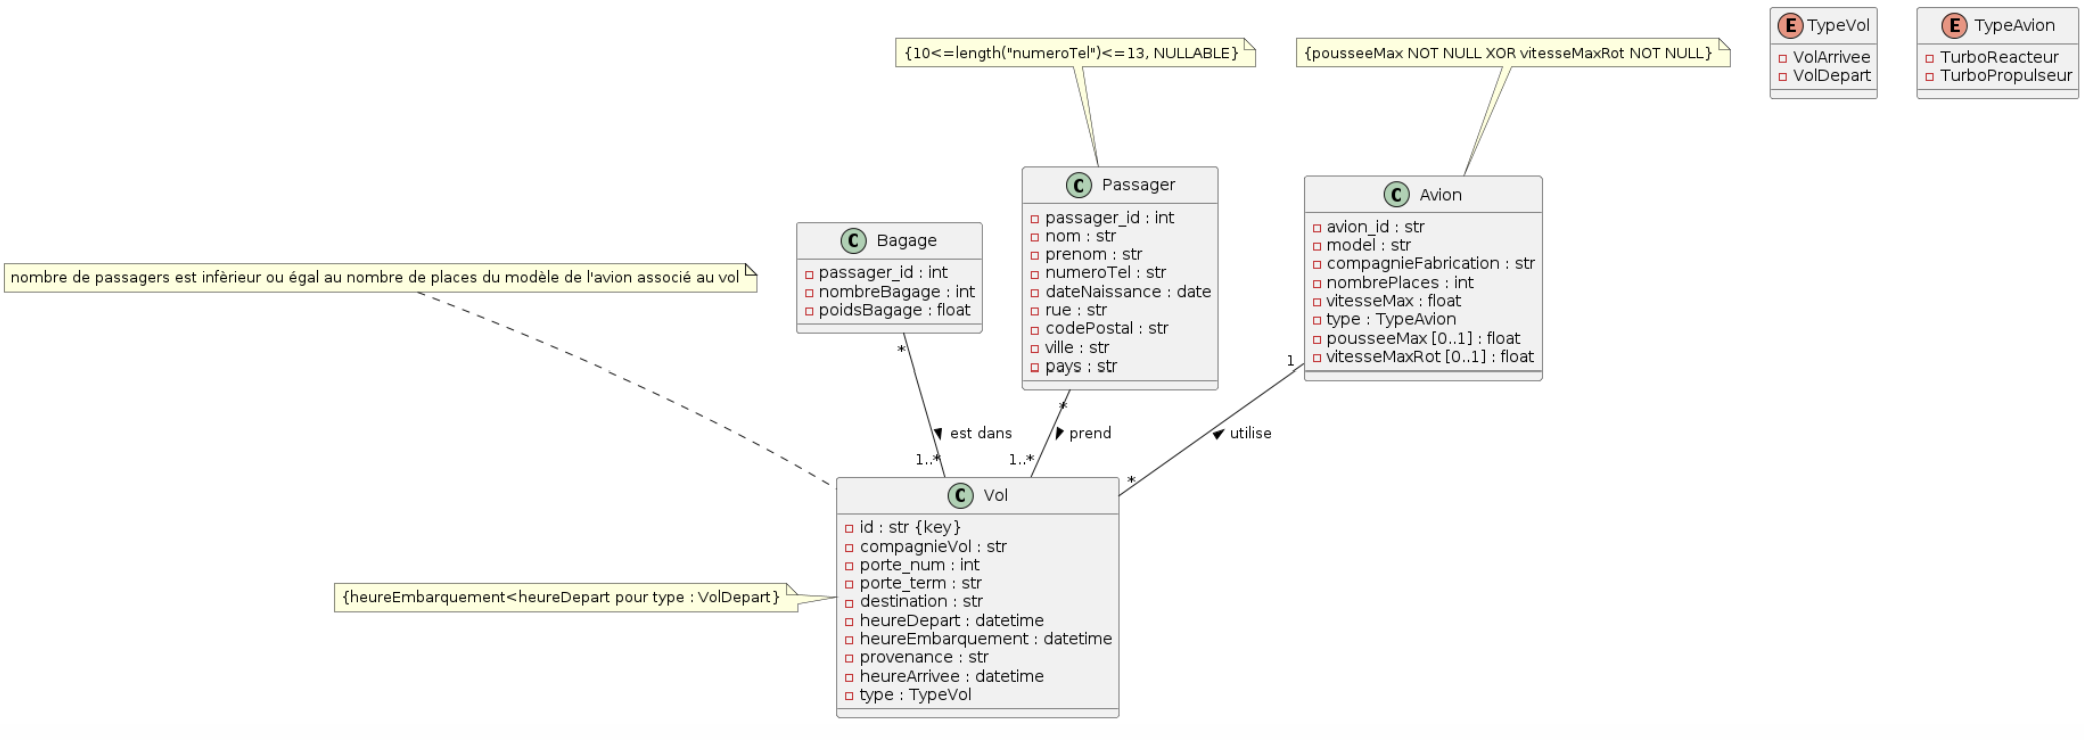 {10<=length("numeroTel")<=13, NULLABLE}
{pousseeMax NOT NULL XOR vitesseMaxRot NOT NULL}
E TypeVol
VolArrivee
VolDepart
E TypeAvion
TurboReacteur
TurboPropulseur
nombre de passagers est infèrieur ou égal au nombre de places du modèle de l'avion associé au vol
C Bagage
passager_id : int
nombreBagage : int
poidsBagage : float
C Passager
passager_id : int
nom : str
prenom : str
numeroTel : str
dateNaissance : date
rue : str
codePostal : str
ville : str
pays : str
C Avion
avion_id : str
model : str
compagnieFabrication : str
nombrePlaces : int
vitesseMax : float
type : TypeAvion
pousseeMax [0..1] : float
vitesseMaxRot [0..1] : float
*
est dans
1..*
*
prend
1..*
1
utilise
*
C Vol
id : str {key}
compagnieVol : str
porte_num : int
porte_term : str
destination : str
heureDepart : datetime
heureEmbarquement : datetime
provenance : str
heureArrivee : datetime
type : TypeVol
{heureEmbarquement<heureDepart pour type : VolDepart}